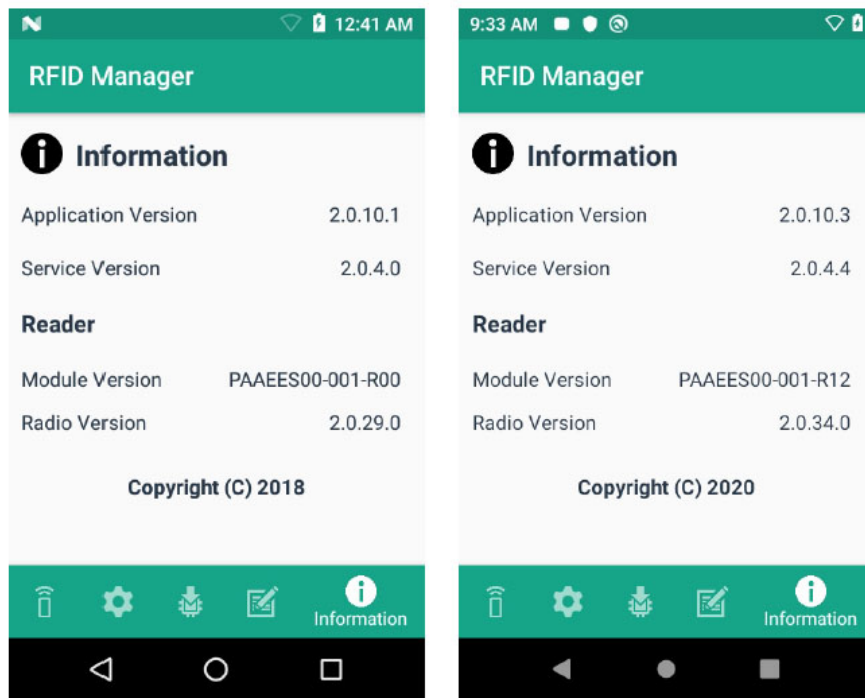 12:41 AM
RFID Manager
Information
Application Version 2.0.10.1
Service Version 2.0.4.0
Reader
Module Version PAAEES00-001-R00
Radio Version 2.0.29.0
Copyright (C) 2018
Information
9:33 AM
RFID Manager
Information
Application Version 2.0.10.3
Service Version 2.0.4.4
Reader
Module Version PAAEES00-001-R12
Radio Version 2.0.34.0
Copyright (C) 2020
Information